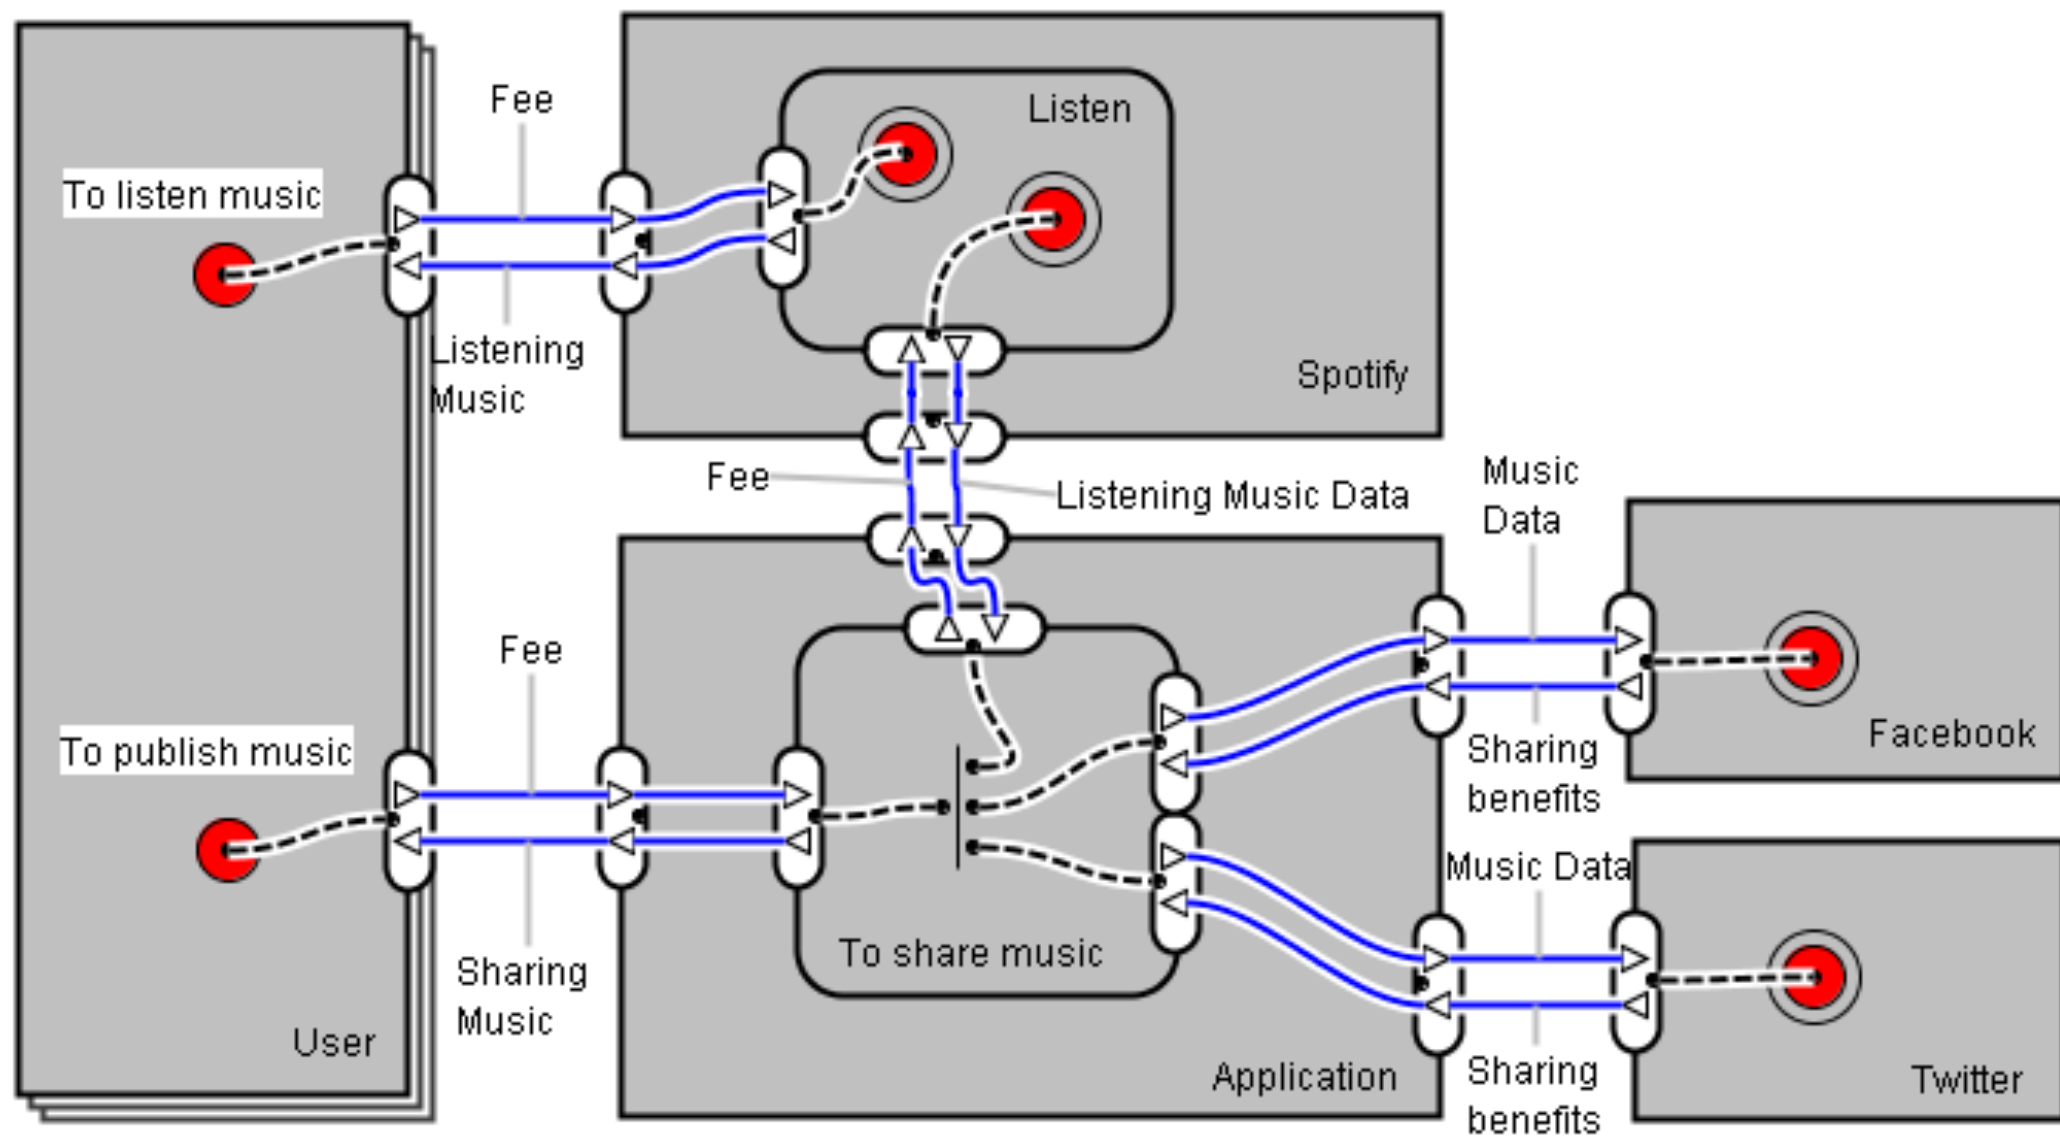 Fee
Listen
To listen music
Listening
Music
Spotify
Fee
Listening Music Data
Music
Data
Fee
To publish music
Facebook
Sharing
benefits
Music Data
To share music
Sharing
Music
User
Application
Sharing
benefits
Twitter